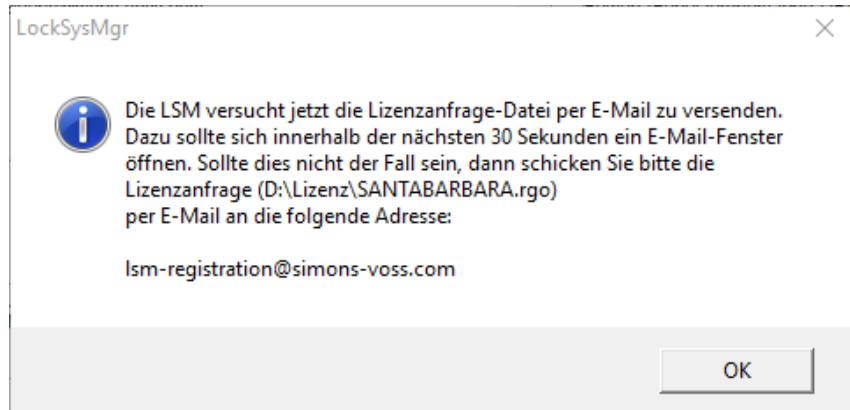 LockSysMgr
Die LSM versucht jetzt die Lizenzanfrage-Datei per E-Mail zu versenden.
Dazu sollte sich innerhalb der nächsten 30 Sekunden ein E-Mail-Fenster
öffnen. Sollte dies nicht der Fall sein, dann schicken Sie bitte die
Lizenzanfrage (D:\Lizenz\SANTABARBARA.rgo)
per E-Mail an die folgende Adresse:
lsm-registration@simons-voss.com
OK